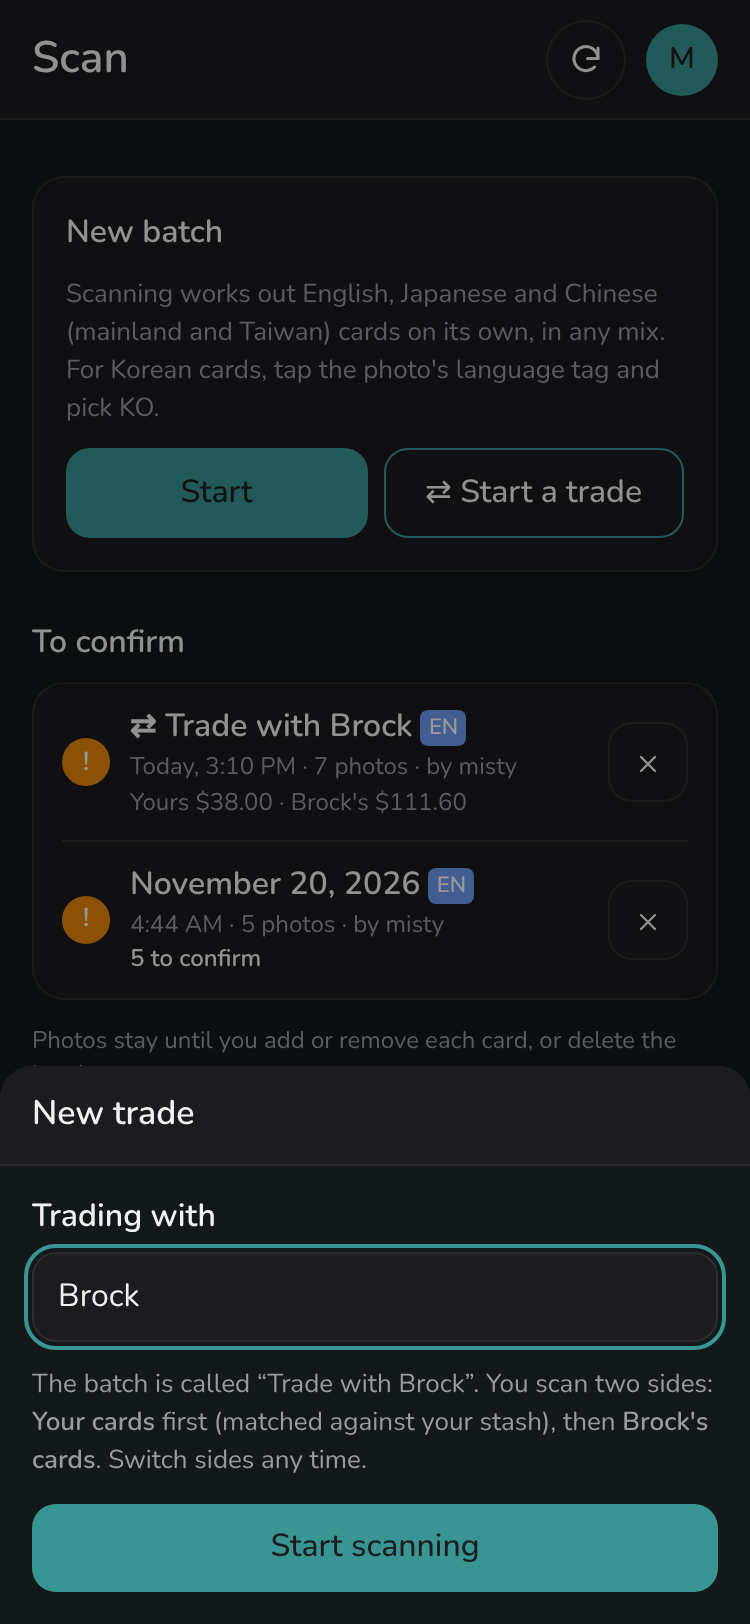 Scan
M
New batch
Scanning works out English, Japanese and Chinese
(mainland and Taiwan) cards on its own, in any mix.
For Korean cards, tap the photo's language tag and
pick KO.
Start
⇄ Start a trade
To confirm
! ⇄ Trade with Brock EN
Today, 3:10 PM · 7 photos · by misty
Yours $38.00 · Brock's $111.60
! November 20, 2026 EN
4:44 AM · 5 photos · by misty
5 to confirm
Photos stay until you add or remove each card, or delete the
New trade
Trading with
Brock
The batch is called “Trade with Brock”. You scan two sides:
Your cards first (matched against your stash), then Brock's
cards. Switch sides any time.
Start scanning